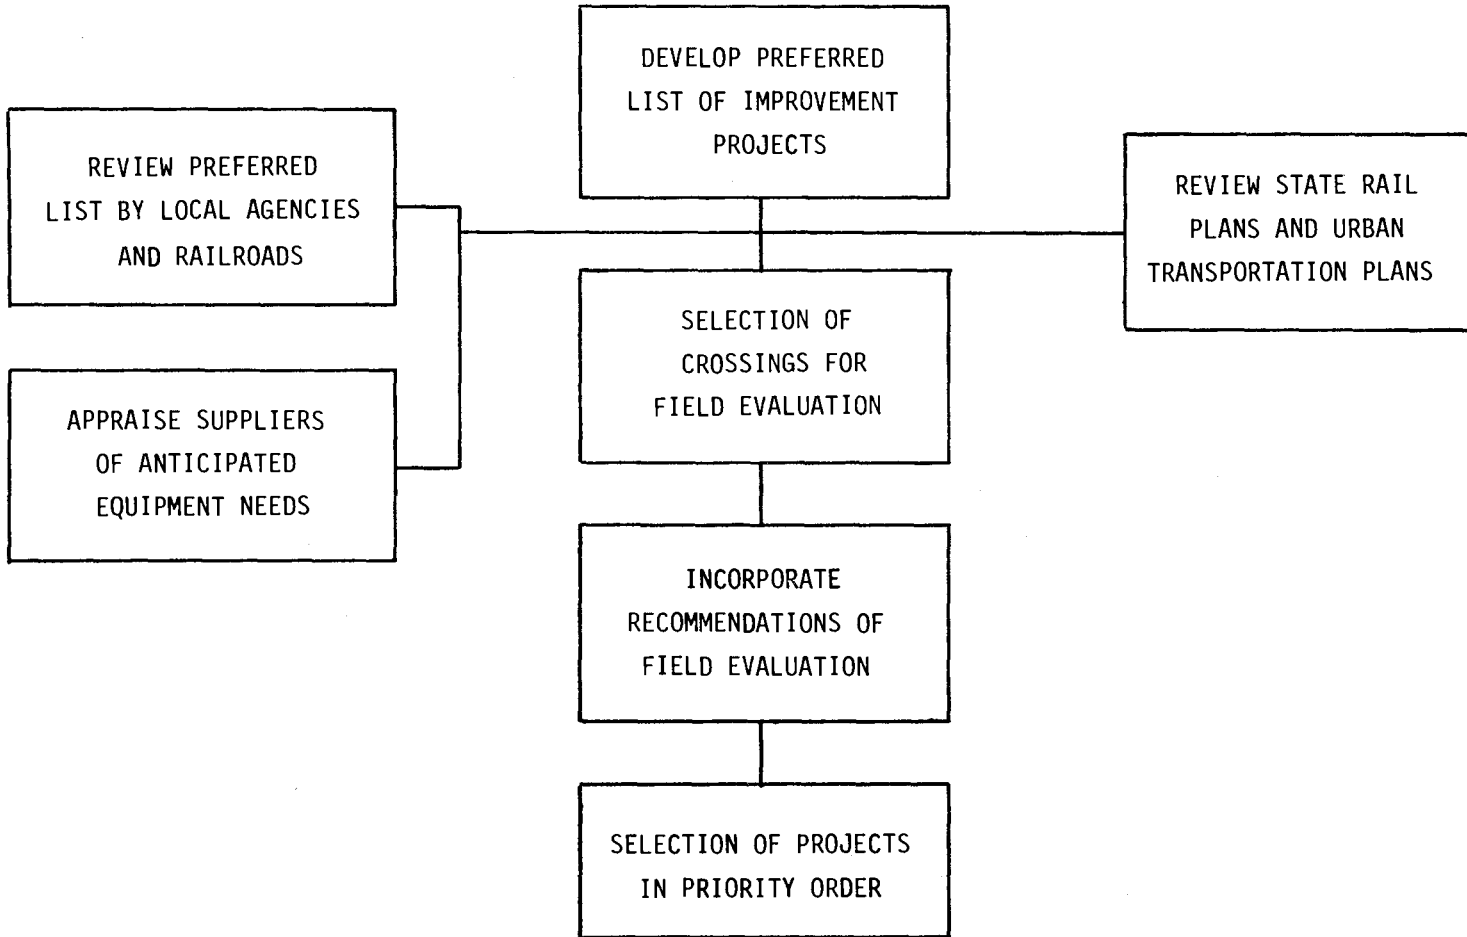 DEVELOP PREFERRED
LIST OF IMPROVEMENT
PROJECTS
REVIEW PREFERRED
LIST BY LOCAL AGENCIES
AND RAILROADS
REVIEW STATE RAIL
PLANS AND URBAN
TRANSPORTATION PLANS
SELECTION OF
CROSSINGS FOR
FIELD EVALUATION
APPRAISE SUPPLIERS
OF ANTICIPATED
EQUIPMENT NEEDS
INCORPORATE
RECOMMENDATIONS OF
FIELD EVALUATION
SELECTION OF PROJECTS
IN PRIORITY ORDER